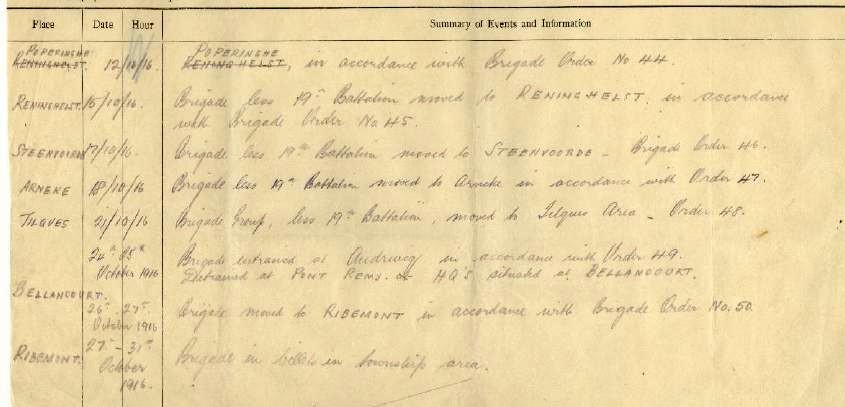 Place Date Hour Summary of Events and Information
POPERINGHE POPERINGHE
RENINGHELST. 12/10/16 RENINGHELST, in accordance with Brigade Order No 44.
RENINGHELST. 15/10/16. Brigade less 19th Battalion moved to RENINGHELST. in accordance
with Brigade Order No 45.
STEENVOORDE 17/10/16. Brigade less 19th Battalion moved to STEENVOORDE - Brigade Order 46.
ARNEKE 18/10/16 Brigade less 19th Battalion moved to Arneke in accordance with Order 47.
TILQUES 21/10/16 Brigade Group, less 19th Battalion, moved to Tilques Area - Order 48.
24th 25th Brigade entrained at Audruicq in accordance with Order 49.
October 1916 Detrained at PONT REMY. HQ's situated at BELLANCOURT.
BELLANCOURT.
26th 27th Brigade moved to RIBEMONT in accordance with Brigade Order No. 50.
October 1916
RIBEMONT. 27th - 31st Brigade in billets in township area.
October
1916.